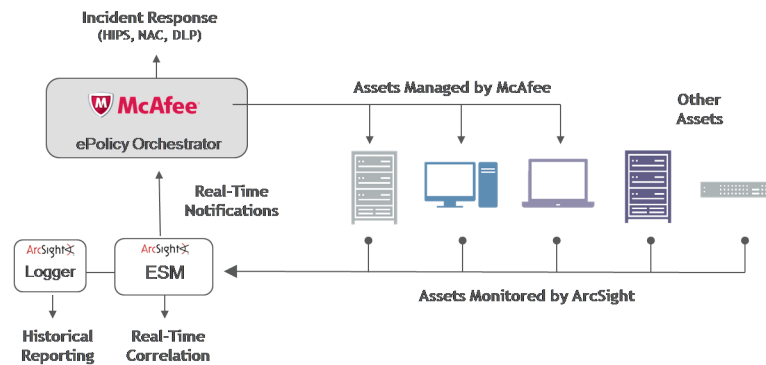 Incident Response
(HIPS, NAC, DLP)
McAfee
ePolicy Orchestrator
Assets Managed by McAfee
Other
Assets
Real-Time
Notifications
ArcSight
Logger
ArcSight
ESM
Assets Monitored by ArcSight
Historical
Reporting
Real-Time
Correlation